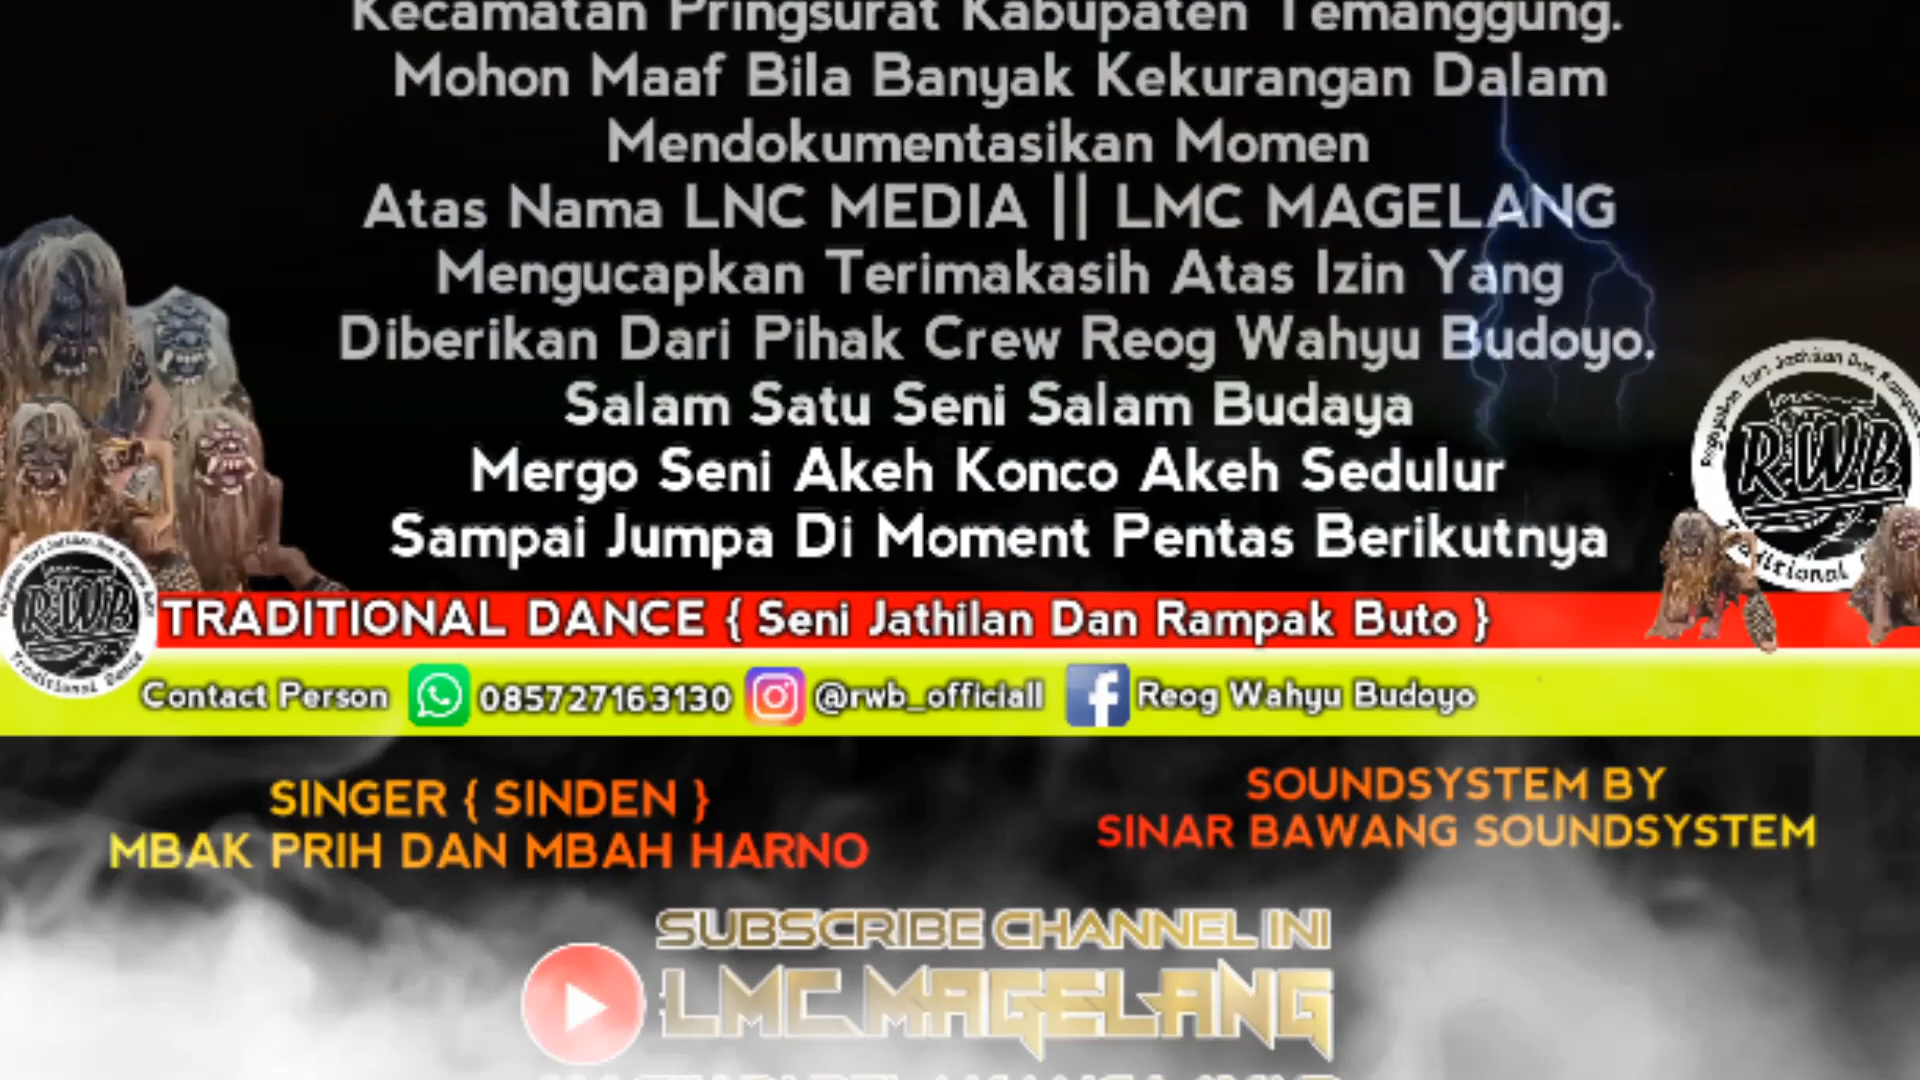 Kecamatan Pringsurat Kabupaten Temanggung.
Mohon Maaf Bila Banyak Kekurangan Dalam
Mendokumentasikan Momen
Atas Nama LNC MEDIA || LMC MAGELANG
Mengucapkan Terimakasih Atas Izin Yang
Diberikan Dari Pihak Crew Reog Wahyu Budoyo.
Salam Satu Seni Salam Budaya
Mergo Seni Akeh Konco Akeh Sedulur
Sampai Jumpa Di Moment Pentas Berikutnya
R.W.B
Traditional
R.W.B
Traditional Dance
TRADITIONAL DANCE { Seni Jathilan Dan Rampak Buto }
Contact Person 085727163130 @rwb_officiall Reog Wahyu Budoyo
SINGER { SINDEN }
MBAK PRIH DAN MBAH HARNO
SOUNDSYSTEM BY
SINAR BAWANG SOUNDSYSTEM
SUBSCRIBE CHANNEL INI
LMC MAGELANG